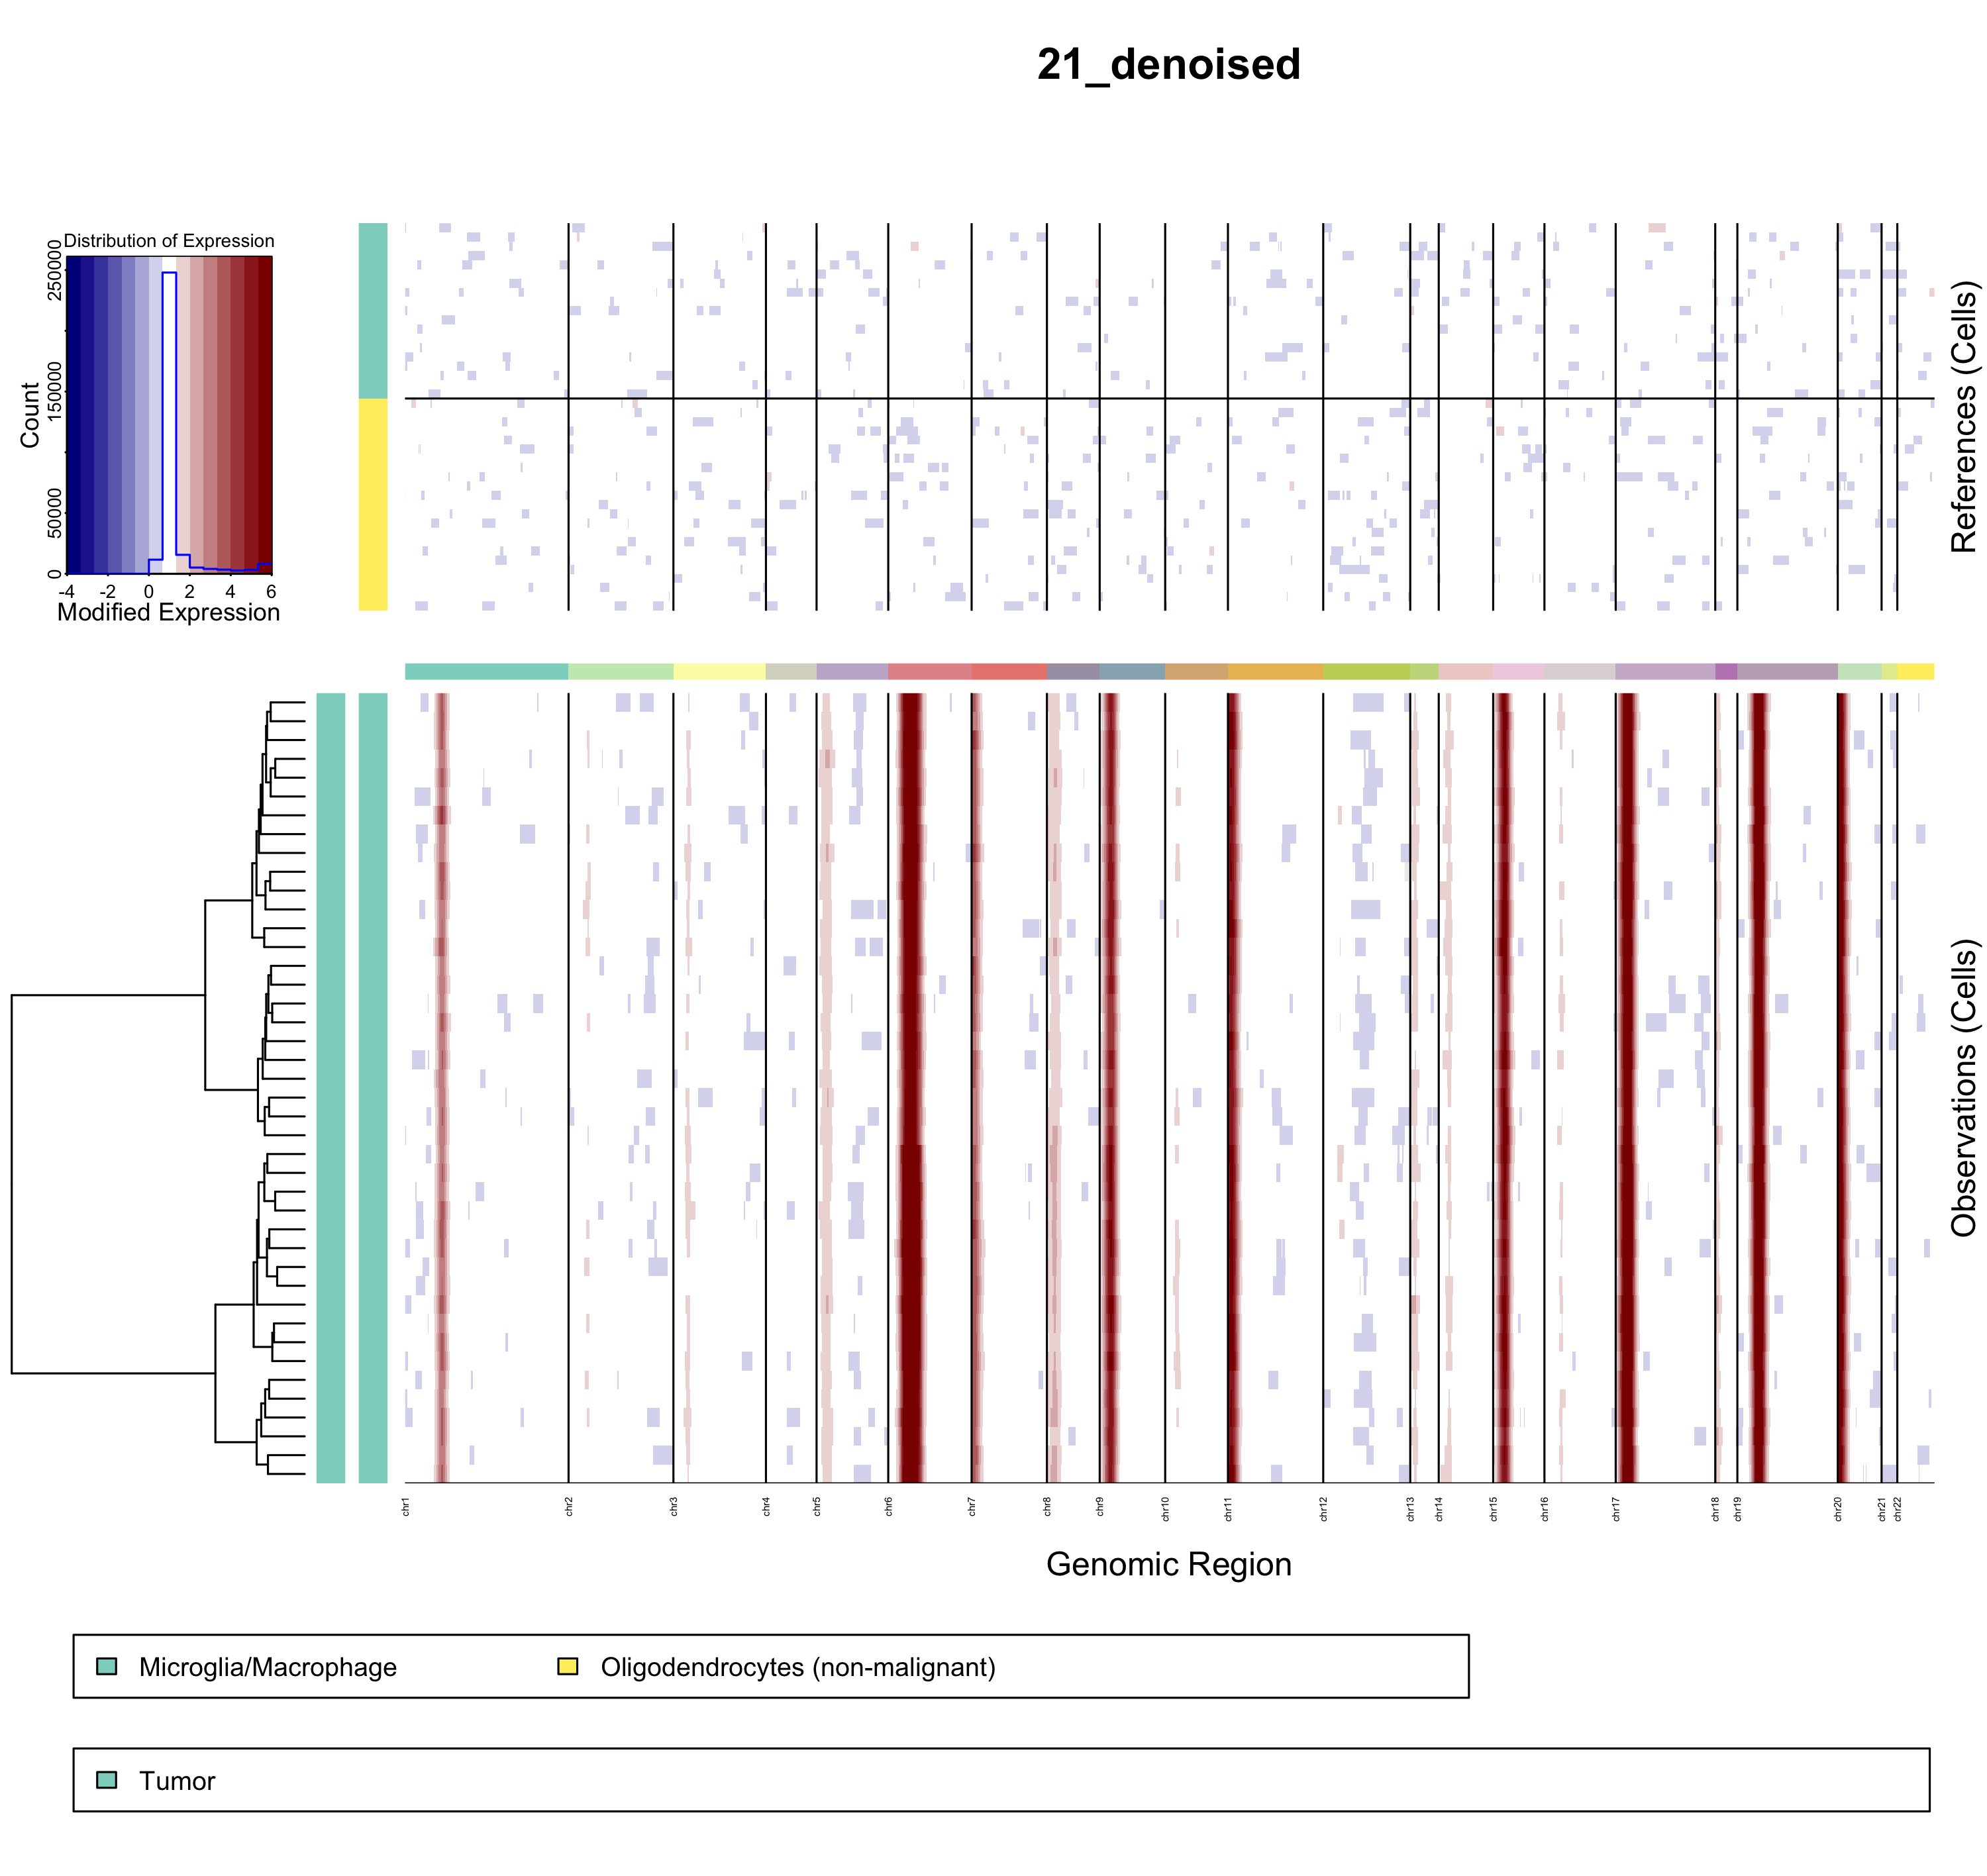 21_denoised
Distribution of Expression
Count
0
50000
150000
250000
-4 -2 0 2 4 6
Modified Expression
References (Cells)
Observations (Cells)
chr1 chr2 chr3 chr4 chr5 chr6 chr7 chr8 chr9 chr10 chr11 chr12 chr13 chr14 chr15 chr16 chr17 chr18 chr19 chr20 chr21 chr22
Genomic Region
Microglia/Macrophage Oligodendrocytes (non-malignant)
Tumor